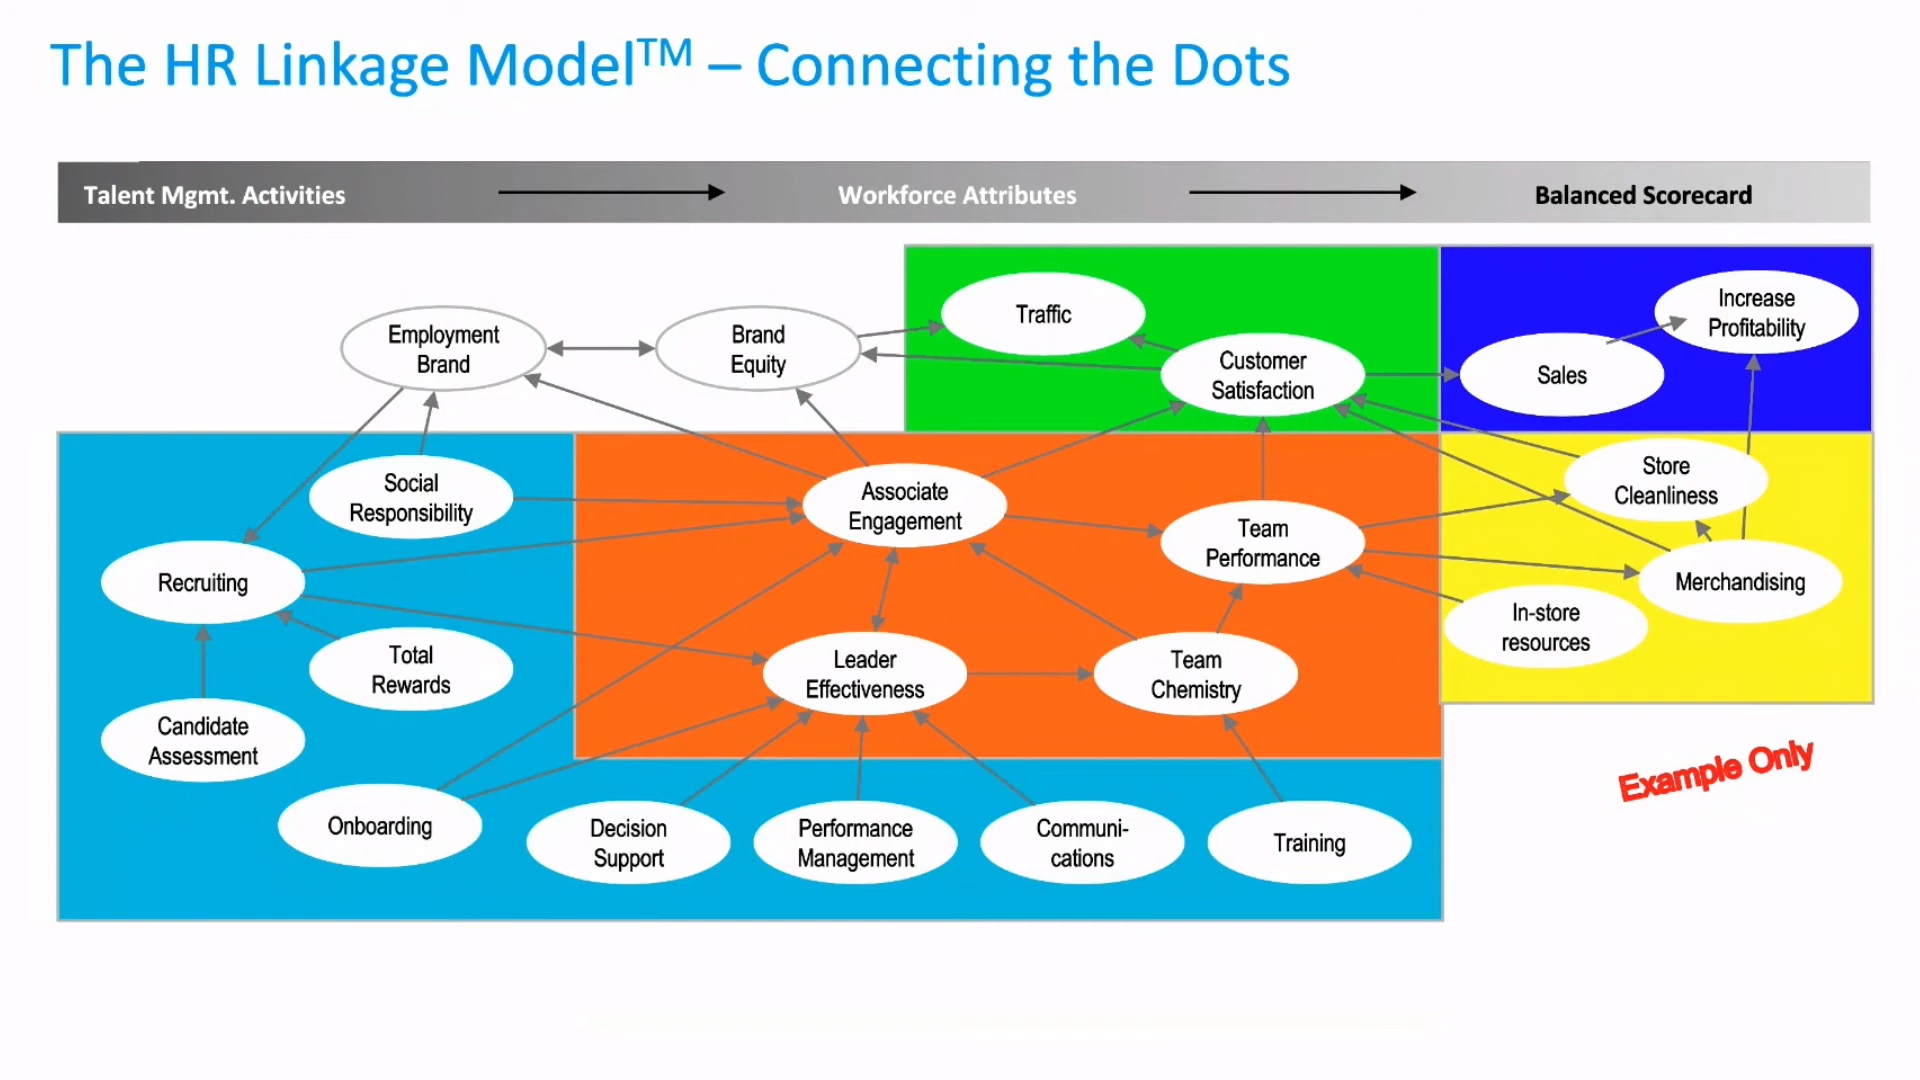 The HR Linkage Model™ – Connecting the Dots
Talent Mgmt. Activities
Workforce Attributes
Balanced Scorecard
Employment
Brand
Brand
Equity
Traffic
Customer
Satisfaction
Sales
Increase
Profitability
Social
Responsibility
Associate
Engagement
Team
Performance
Store
Cleanliness
Recruiting
Merchandising
In-store
resources
Total
Rewards
Leader
Effectiveness
Team
Chemistry
Candidate
Assessment
Example Only
Onboarding
Decision
Support
Performance
Management
Communi-
cations
Training